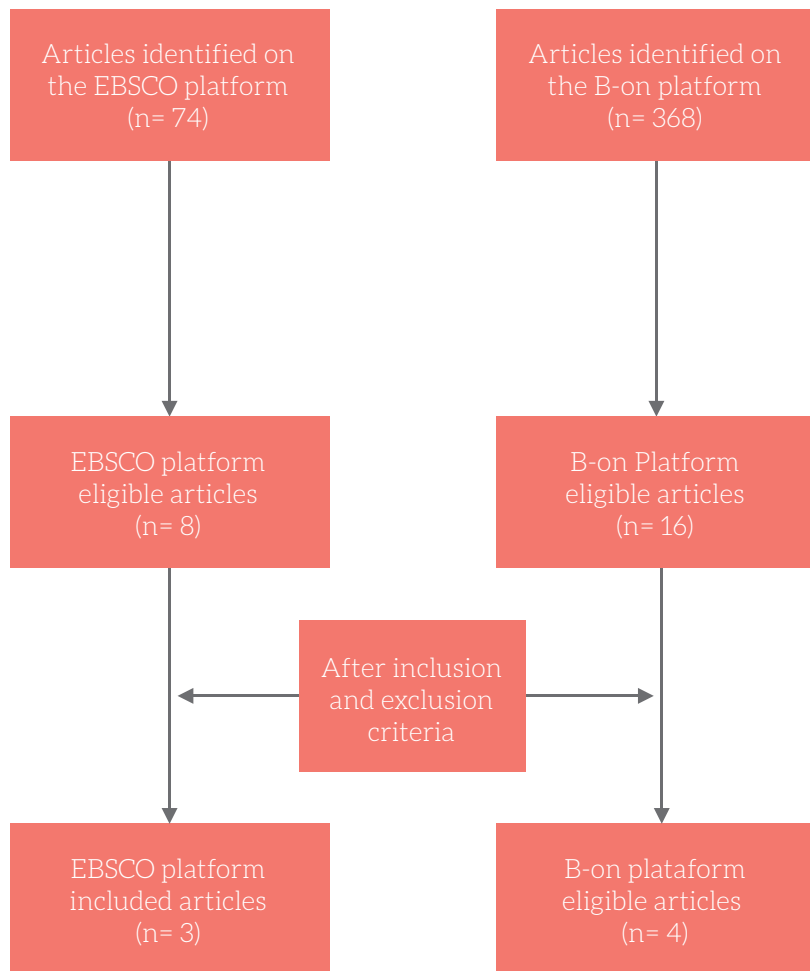 Articles identified on
the EBSCO platform
(n= 74)
Articles identified on
the B-on platform
(n= 368)
EBSCO platform
eligible articles
(n= 8)
B-on Platform
eligible articles
(n= 16)
After inclusion
and exclusion
criteria
EBSCO platform
included articles
(n= 3)
B-on plataform
eligible articles
(n= 4)